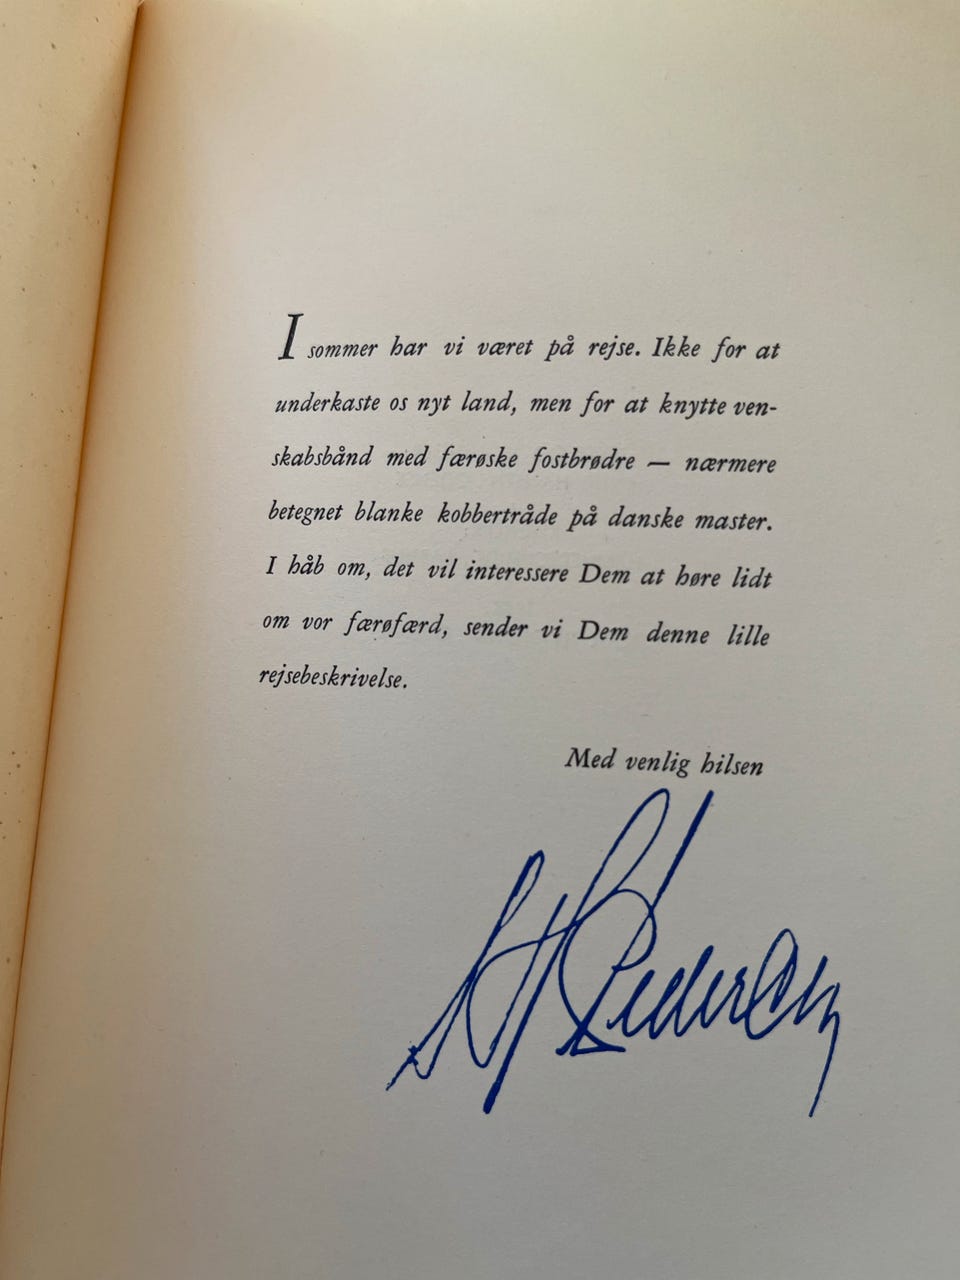 I sommer har vi været på rejse. Ikke for at
underkaste os nyt land, men for at knytte ven-
skabsbånd med færøske fostbrødre — nærmere
betegnet blanke kobbertråde på danske master.
I håb om, det vil interessere Dem at høre lidt
om vor færøfærd, sender vi Dem denne lille
rejsebeskrivelse.
Med venlig hilsen
Pedersen